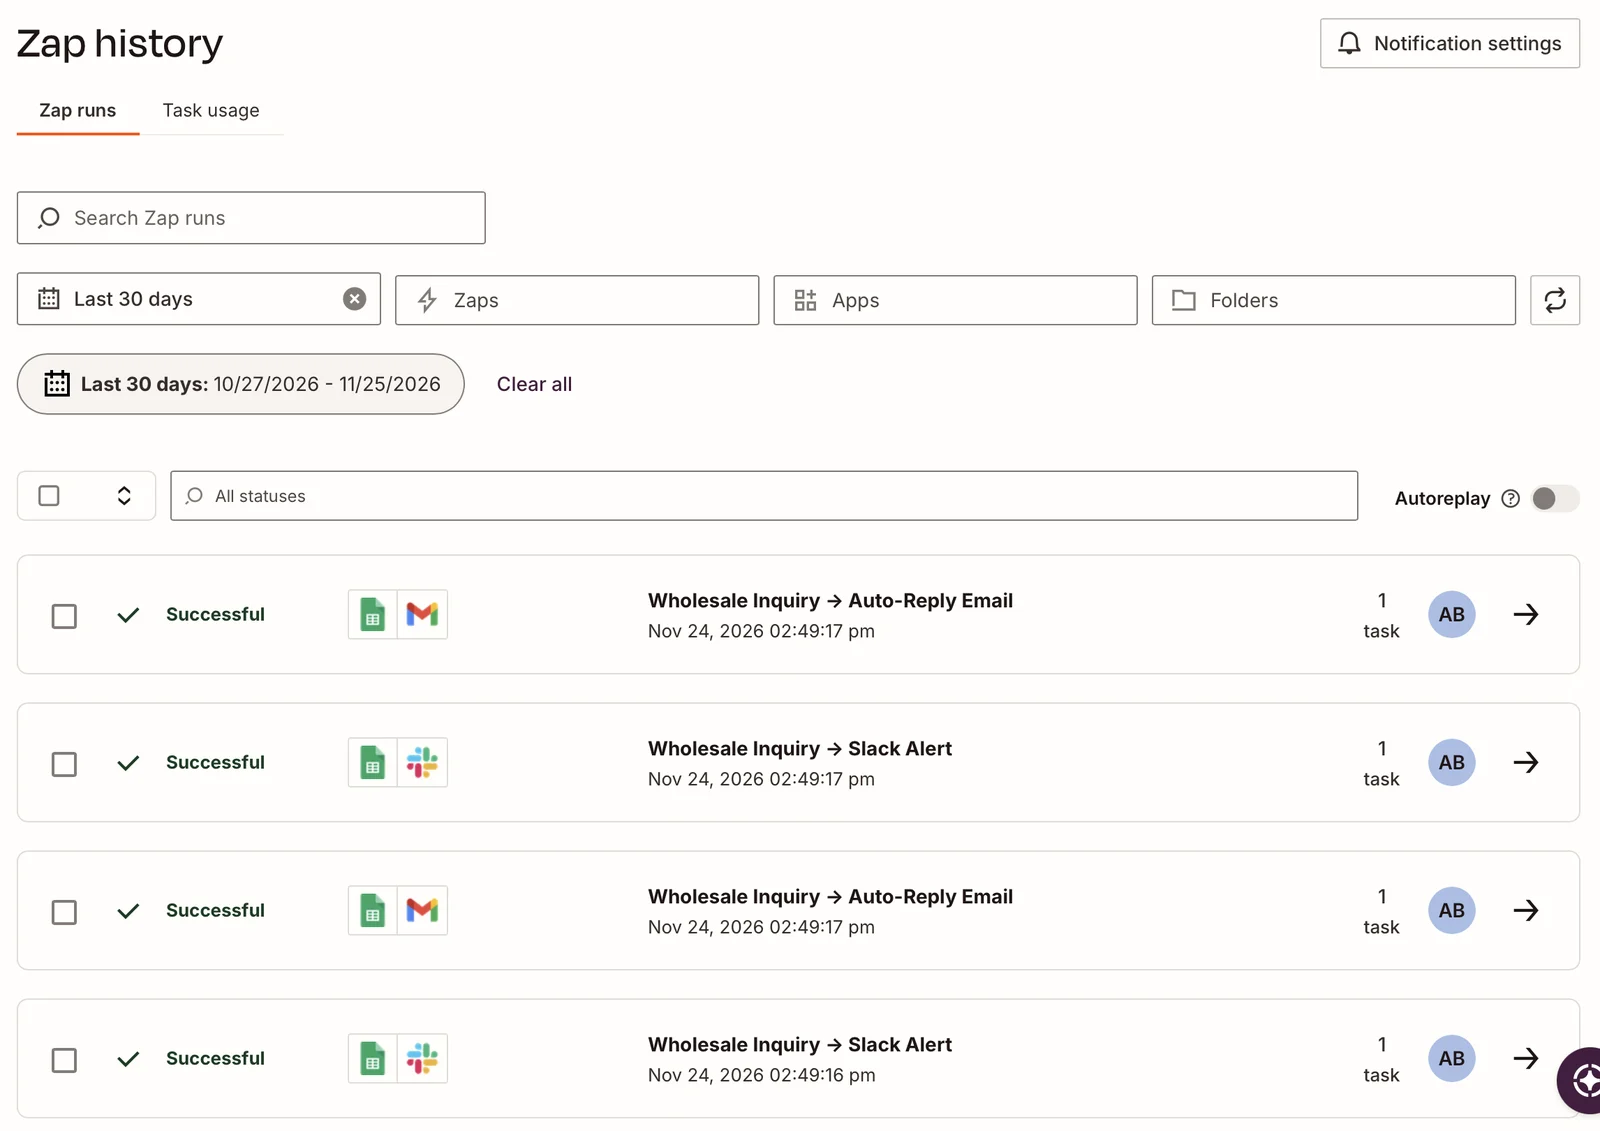 Zap history
Notification settings
Zap runs
Task usage
Search Zap runs
Last 30 days
Zaps
Apps
Folders
Last 30 days: 10/27/2026 - 11/25/2026
Clear all
All statuses
Autoreplay
Successful
Wholesale Inquiry → Auto-Reply Email
Nov 24, 2026 02:49:17 pm
1
task
AB
Successful
Wholesale Inquiry → Slack Alert
Nov 24, 2026 02:49:17 pm
1
task
AB
Successful
Wholesale Inquiry → Auto-Reply Email
Nov 24, 2026 02:49:17 pm
1
task
AB
Successful
Wholesale Inquiry → Slack Alert
Nov 24, 2026 02:49:16 pm
1
task
AB